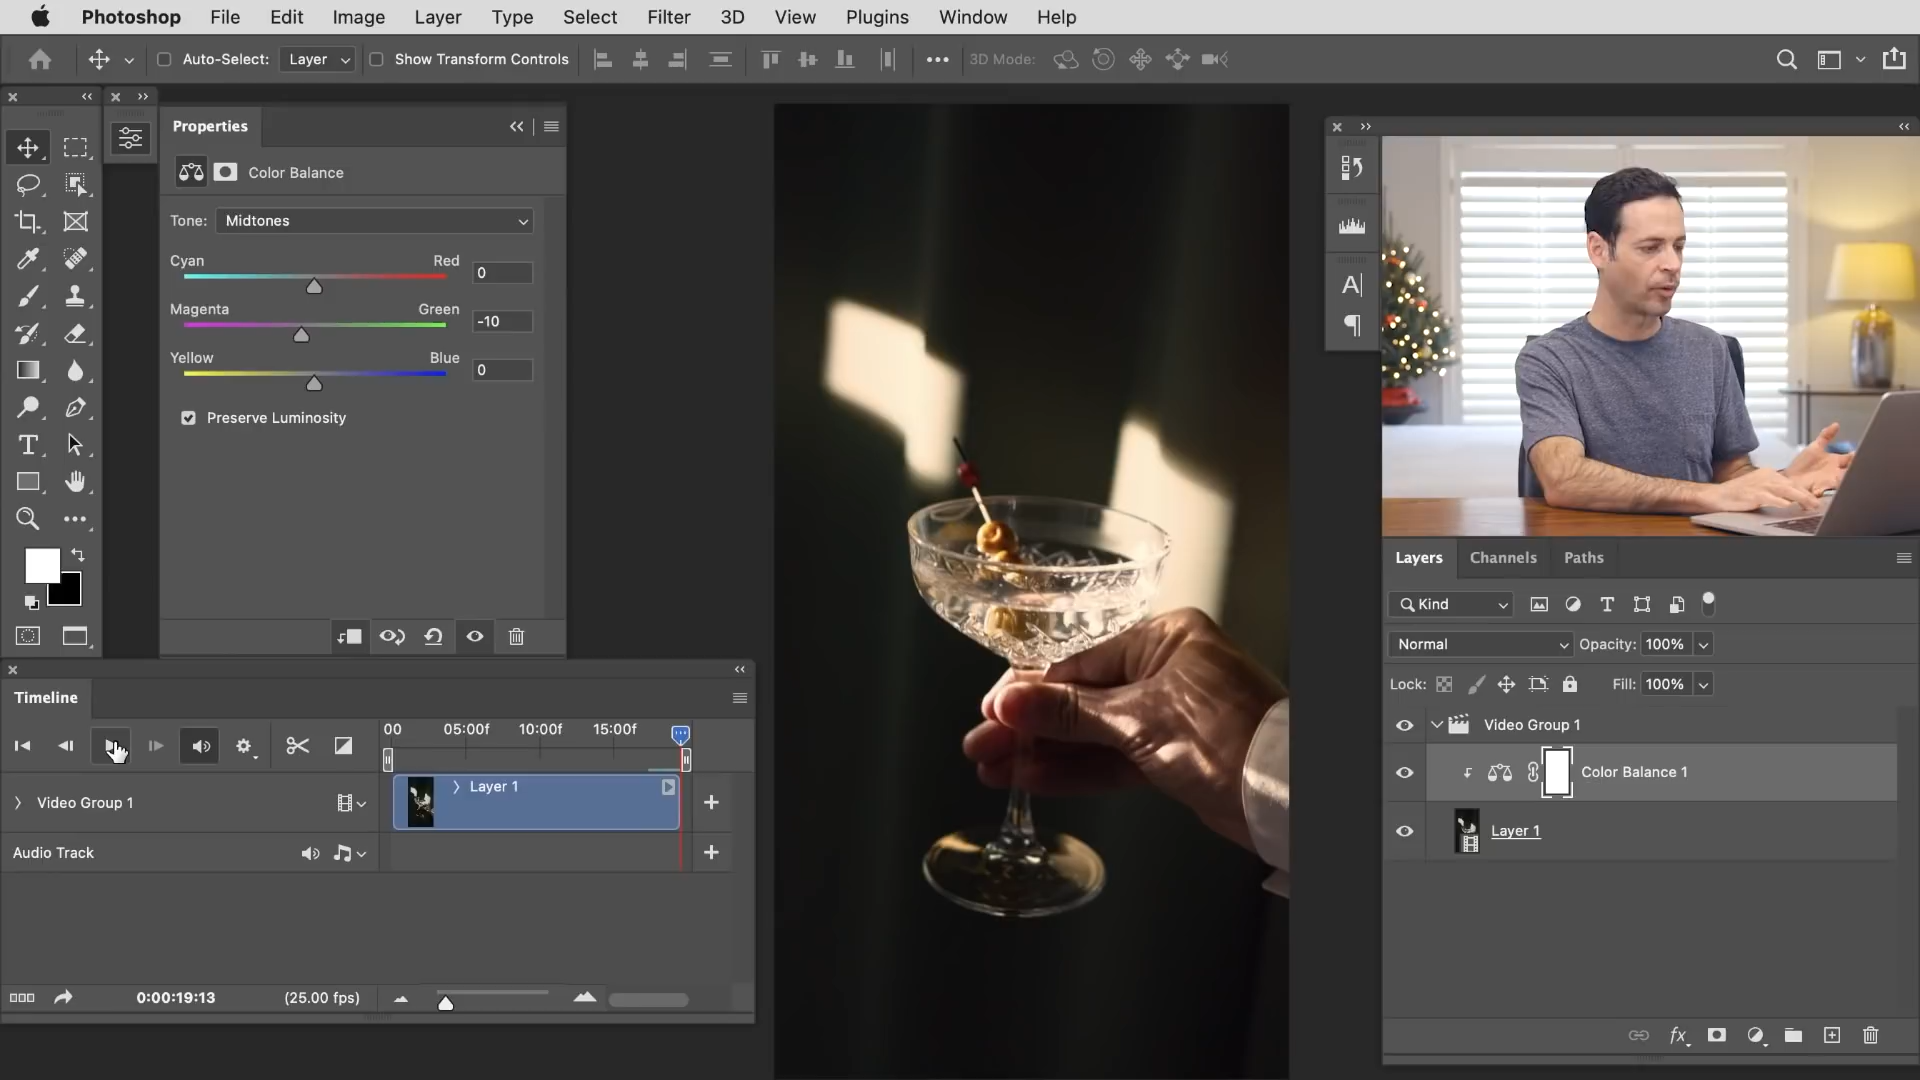 Photoshop File Edit Image Layer Type Select Filter 3D View Plugins Window Help
Auto-Select: Layer Show Transform Controls 3D Mode:
Properties
Color Balance
Tone: Midtones
Cyan Red 0
Magenta Green -10
Yellow Blue 0
Preserve Luminosity
Timeline
00 05:00f 10:00f 15:00f
Video Group 1
Layer 1
Audio Track
0:00:19:13 (25.00 fps)
Layers Channels Paths
Kind
Normal Opacity: 100%
Lock: Fill: 100%
Video Group 1
Color Balance 1
Layer 1
fx